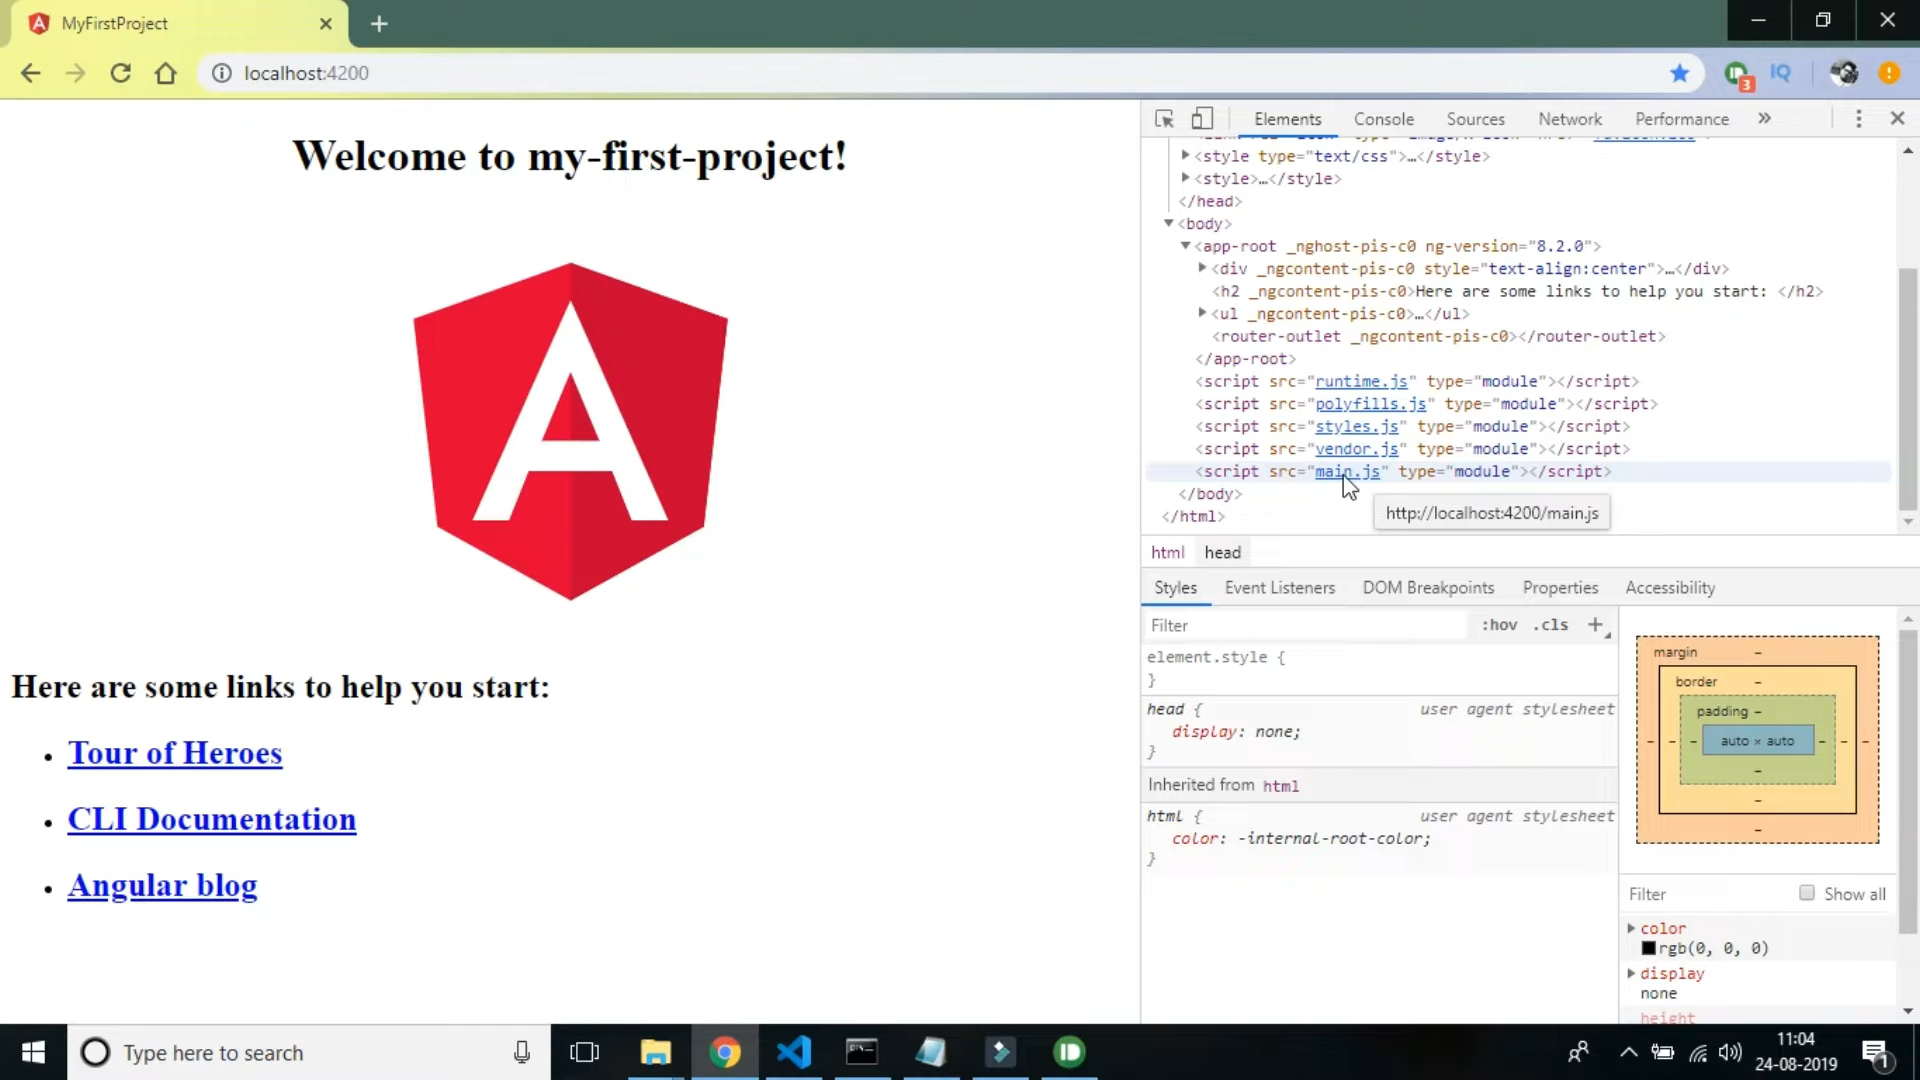 MyFirstProject
localhost:4200
3
IQ
Welcome to my-first-project!
Here are some links to help you start:
Tour of Heroes
CLI Documentation
Angular blog
Elements Console Sources Network Performance »
<style type="text/css">…</style>
<style>…</style>
</head>
<body>
<app-root _nghost-pis-c0 ng-version="8.2.0">
<div _ngcontent-pis-c0 style="text-align:center">…</div>
<h2 _ngcontent-pis-c0>Here are some links to help you start: </h2>
<ul _ngcontent-pis-c0>…</ul>
<router-outlet _ngcontent-pis-c0></router-outlet>
</app-root>
<script src="runtime.js" type="module"></script>
<script src="polyfills.js" type="module"></script>
<script src="styles.js" type="module"></script>
<script src="vendor.js" type="module"></script>
<script src="main.js" type="module"></script>
</body>
</html>
http://localhost:4200/main.js
html head
Styles Event Listeners DOM Breakpoints Properties Accessibility
Filter :hov .cls +
element.style {
}
head { user agent stylesheet
display: none;
}
Inherited from html
html { user agent stylesheet
color: -internal-root-color;
}
margin –
border –
padding –
auto × auto
Filter Show all
color
rgb(0, 0, 0)
display
none
height
Type here to search
11:04
24-08-2019
1